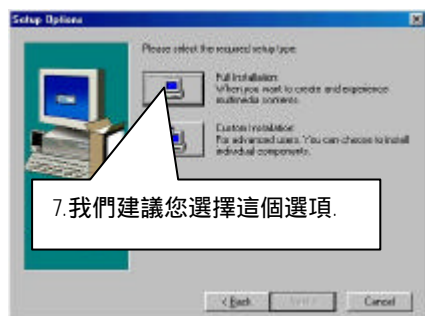 Setup Options
Please select the required setup type.
Full Installation
When you want to create and experience
multimedia contents.
Custom Installation
For advanced users. You can choose to install
individual components.
7.我們建議您選擇這個選項.
< Back
Cancel